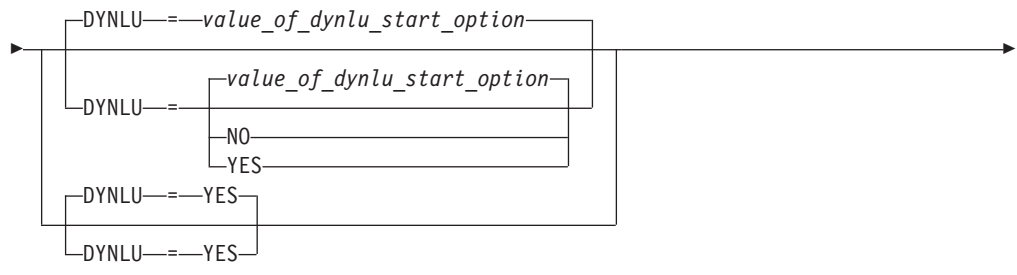 DYNLU = value_of_dynlu_start_option
value_of_dynlu_start_option
DYNLU =
NO
YES
DYNLU = YES
DYNLU = YES